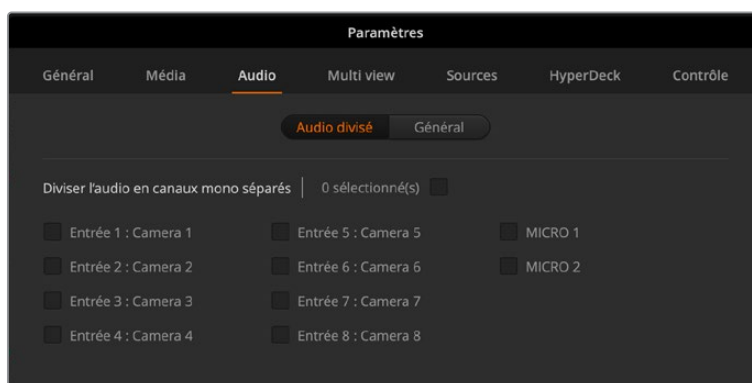 Paramètres
Général Média Audio Multi view Sources HyperDeck Contrôle
Audio divisé Général
Diviser l'audio en canaux mono séparés 0 sélectionné(s)
Entrée 1 : Camera 1 Entrée 5 : Camera 5 MICRO 1
Entrée 2 : Camera 2 Entrée 6 : Camera 6 MICRO 2
Entrée 3 : Camera 3 Entrée 7 : Camera 7
Entrée 4 : Camera 4 Entrée 8 : Camera 8